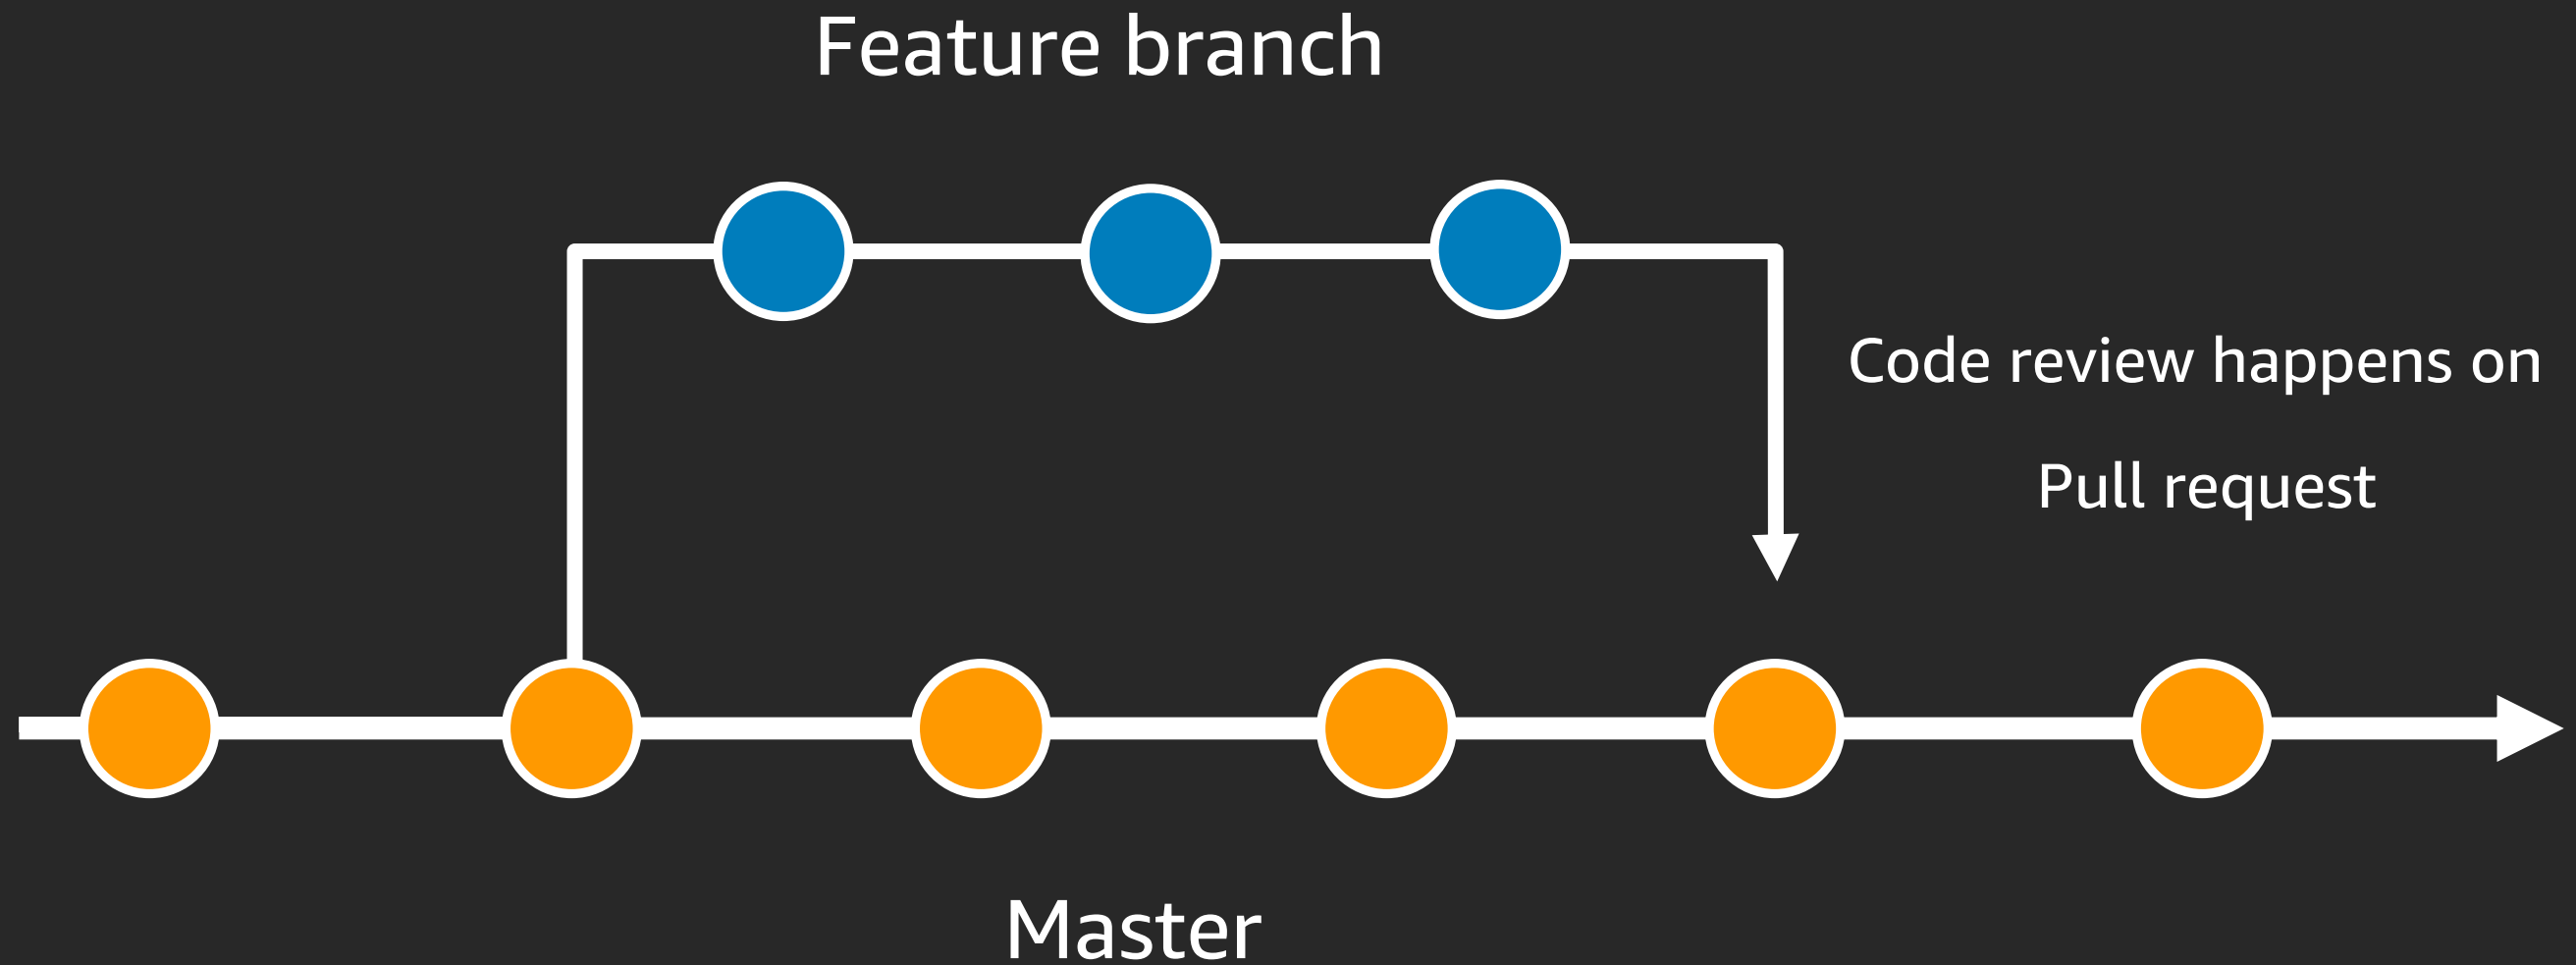 Feature branch
Code review happens on
Pull request
Master